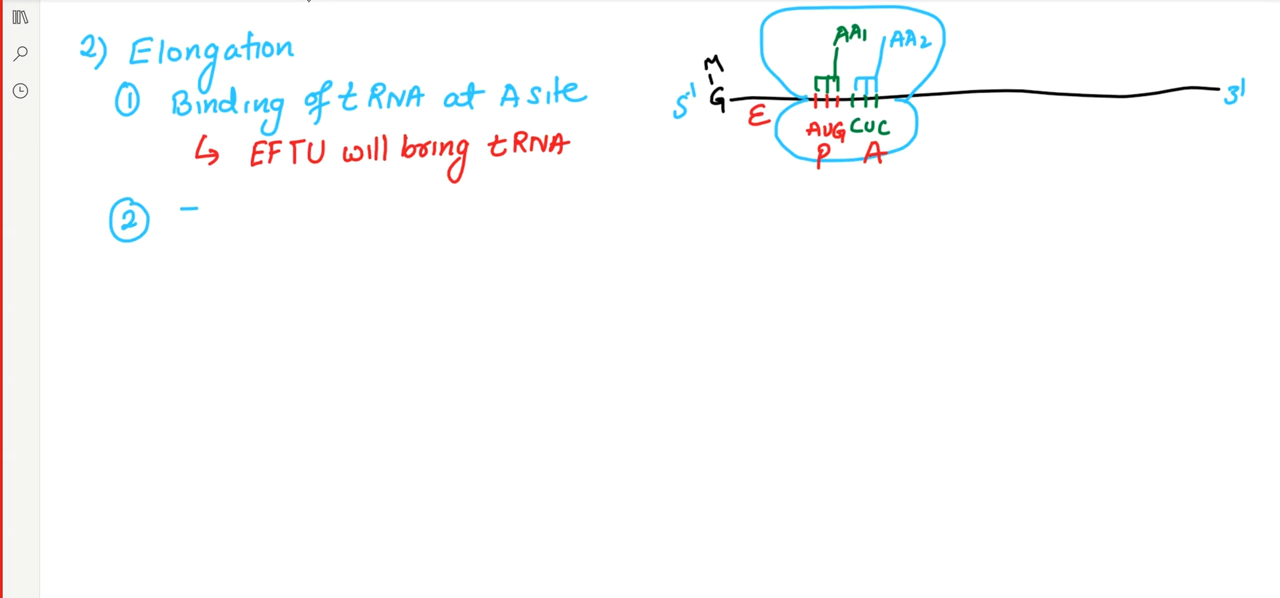 2) Elongation
① Binding of tRNA at A site
↳ EFTU will bring tRNA
②
M
5' G
E
AA1 AA2
AUG CUC
P A
3'